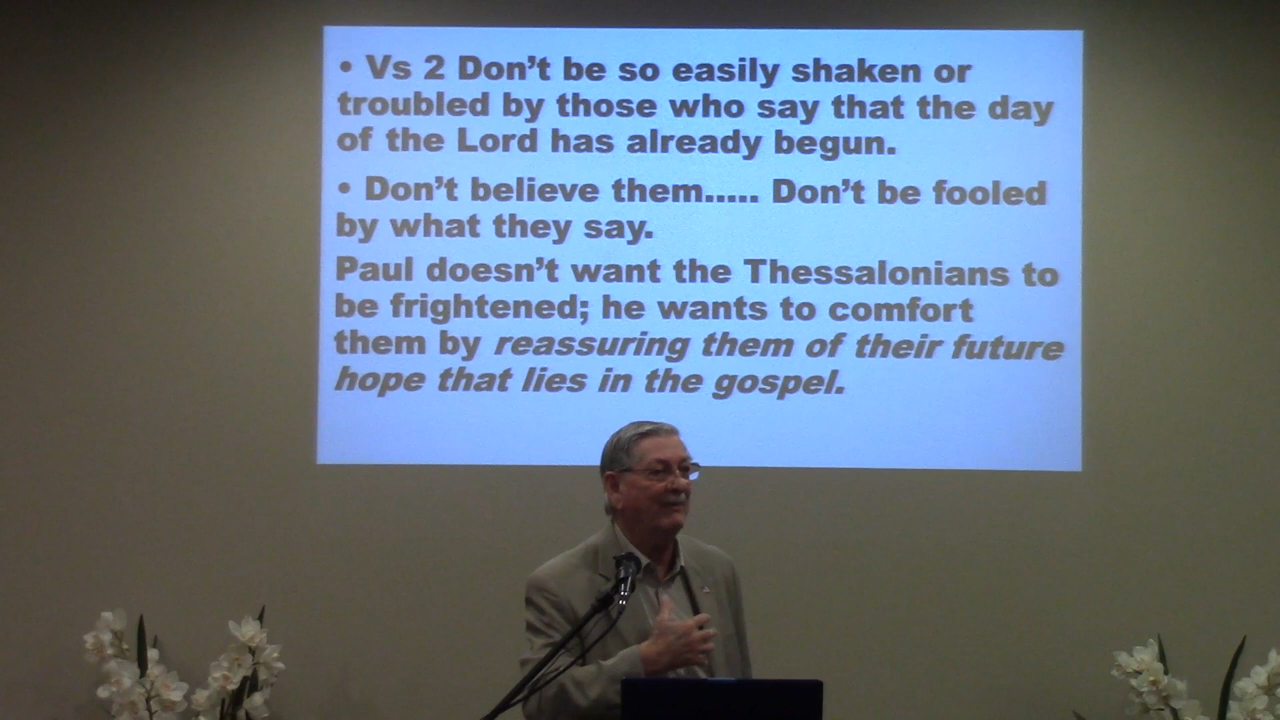 • Vs 2 Don’t be so easily shaken or
troubled by those who say that the day
of the Lord has already begun.
• Don’t believe them..... Don’t be fooled
by what they say.
Paul doesn’t want the Thessalonians to
be frightened; he wants to comfort
them by reassuring them of their future
hope that lies in the gospel.